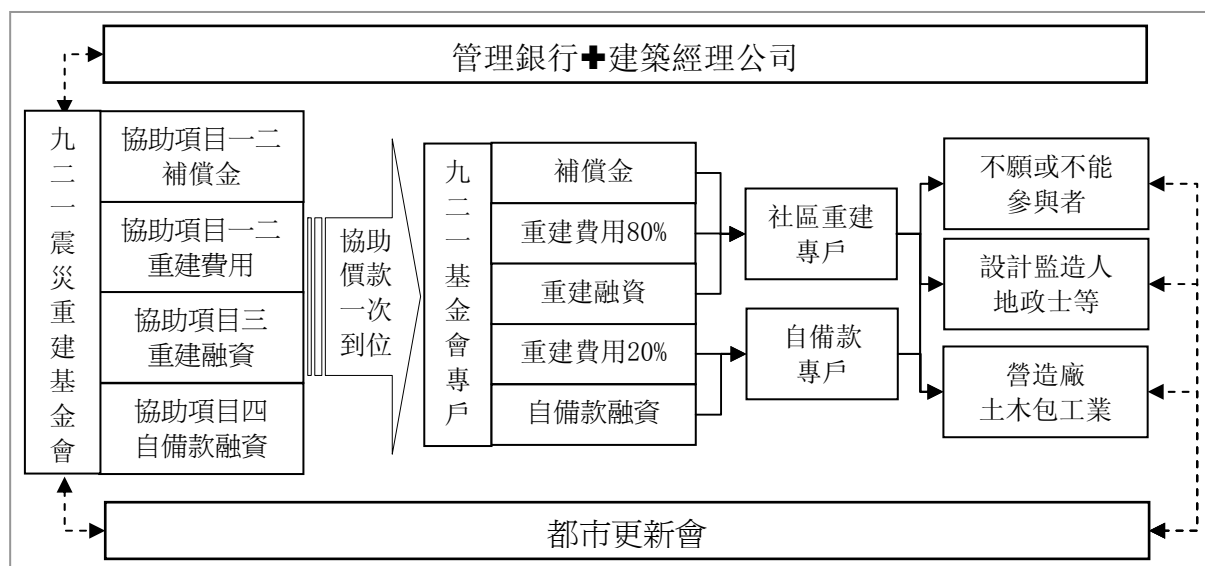 管理銀行✚建築經理公司
九二一震災重建基金會
協助項目一二
補償金
協助項目一二
重建費用
協助項目三
重建融資
協助項目四
自備款融資
協助
價款
一次
到位
九二一基金會專戶
補償金
重建費用80%
重建融資
重建費用20%
自備款融資
社區重建
專戶
自備款
專戶
不願或不能
參與者
設計監造人
地政士等
營造廠
土木包工業
都市更新會